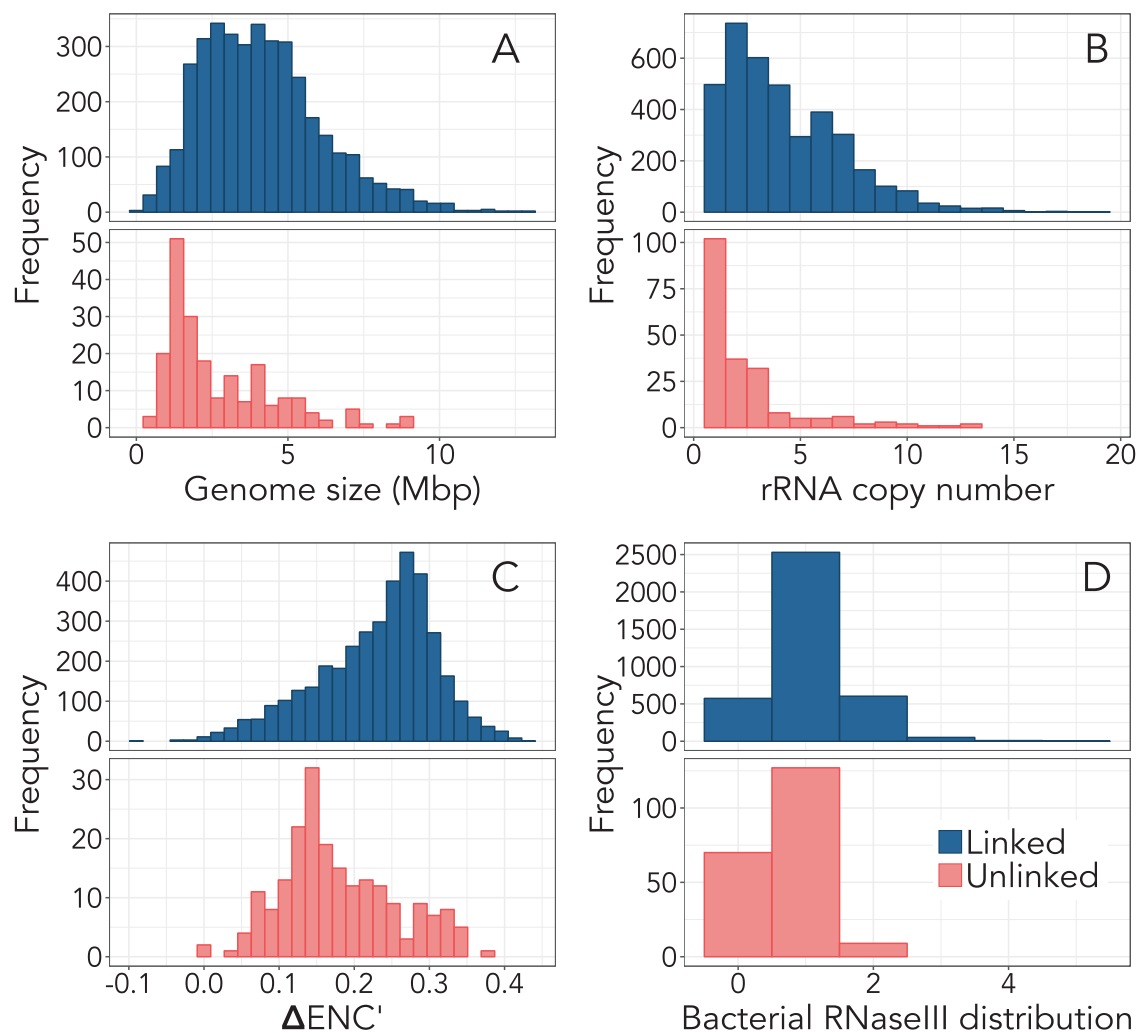 A
Frequency
300
200
100
0
50
40
30
20
10
0
0 5 10
Genome size (Mbp)
B
Frequency
600
400
200
0
100
75
50
25
0
0 5 10 15 20
rRNA copy number
C
Frequency
400
300
200
100
0
Frequency
30
20
10
0
-0.1 0.0 0.1 0.2 0.3 0.4
ΔENC'
D
Frequency
2500
2000
1500
1000
500
0
100
50
0
Linked
Unlinked
0 2 4
Bacterial RNaseIII distribution